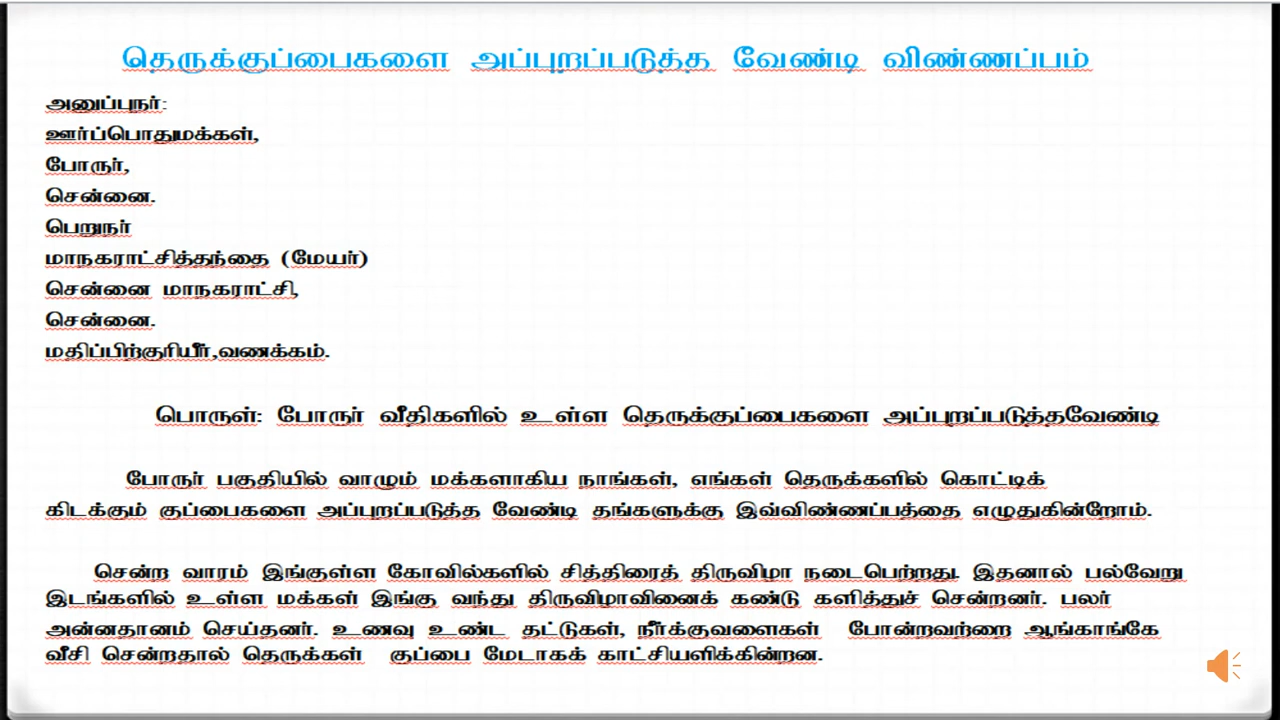 தெருக்குப்பைகளை அப்புறப்படுத்த வேண்டி விண்ணப்பம்
அனுப்புநர்:
ஊர்ப்பொதுமக்கள்,
போரூர்,
சென்னை.
பெறுநர்
மாநகராட்சித்தந்தை (மேயர்)
சென்னை மாநகராட்சி,
சென்னை.
மதிப்பிற்குரியீர்,வணக்கம்.
பொருள்: போரூர் வீதிகளில் உள்ள தெருக்குப்பைகளை அப்புறப்படுத்தவேண்டி
போரூர் பகுதியில் வாழும் மக்களாகிய நாங்கள், எங்கள் தெருக்களில் கொட்டிக்
கிடக்கும் குப்பைகளை அப்புறப்படுத்த வேண்டி தங்களுக்கு இவ்விண்ணப்பத்தை எழுதுகின்றோம்.
சென்ற வாரம் இங்குள்ள கோவில்களில் சித்திரைத் திருவிழா நடைபெற்றது. இதனால் பல்வேறு
இடங்களில் உள்ள மக்கள் இங்கு வந்து திருவிழாவினைக் கண்டு களித்துச் சென்றனர். பலர்
அன்னதானம் செய்தனர். உணவு உண்ட தட்டுகள், நீர்க்குவளைகள் போன்றவற்றை ஆங்காங்கே
வீசி சென்றதால் தெருக்கள் குப்பை மேடாகக் காட்சியளிக்கின்றன.